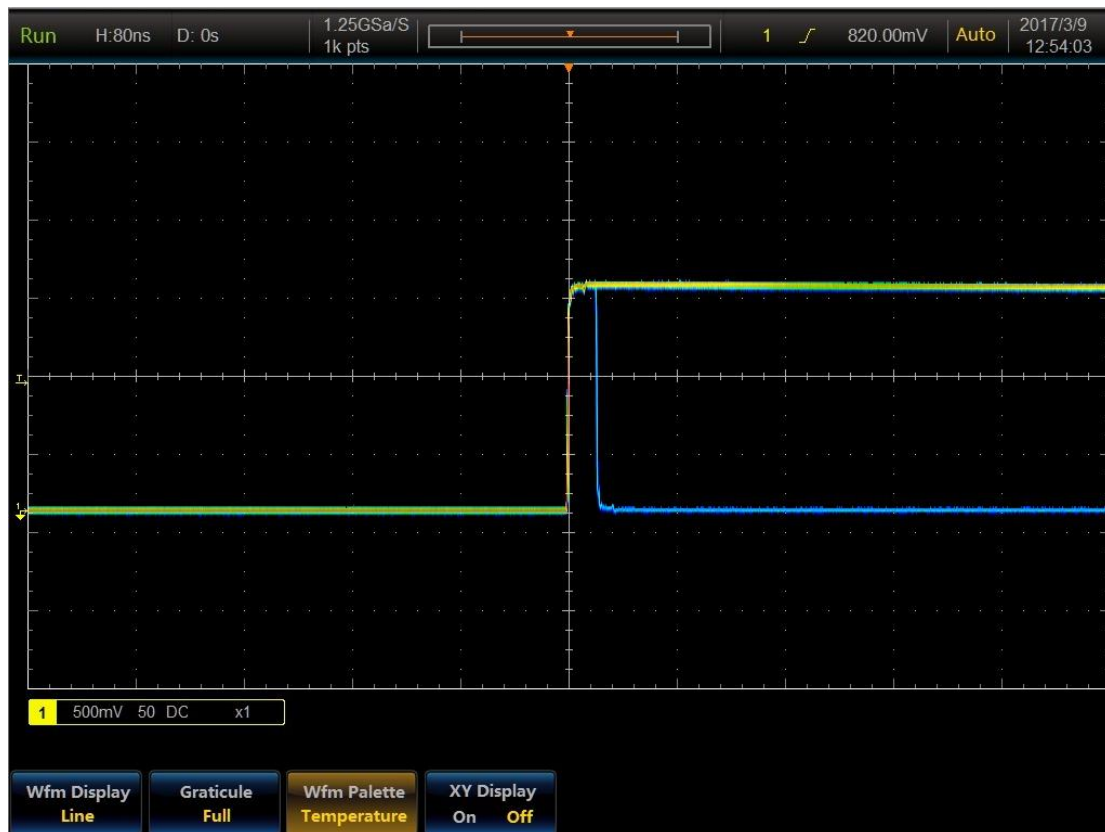 Run H:80ns D: 0s 1.25GSa/S 1 820.00mV Auto 2017/3/9
1k pts 12:54:03
T
1
1 500mV 50 DC x1
Wfm Display Graticule Wfm Palette XY Display
Line Full Temperature On Off